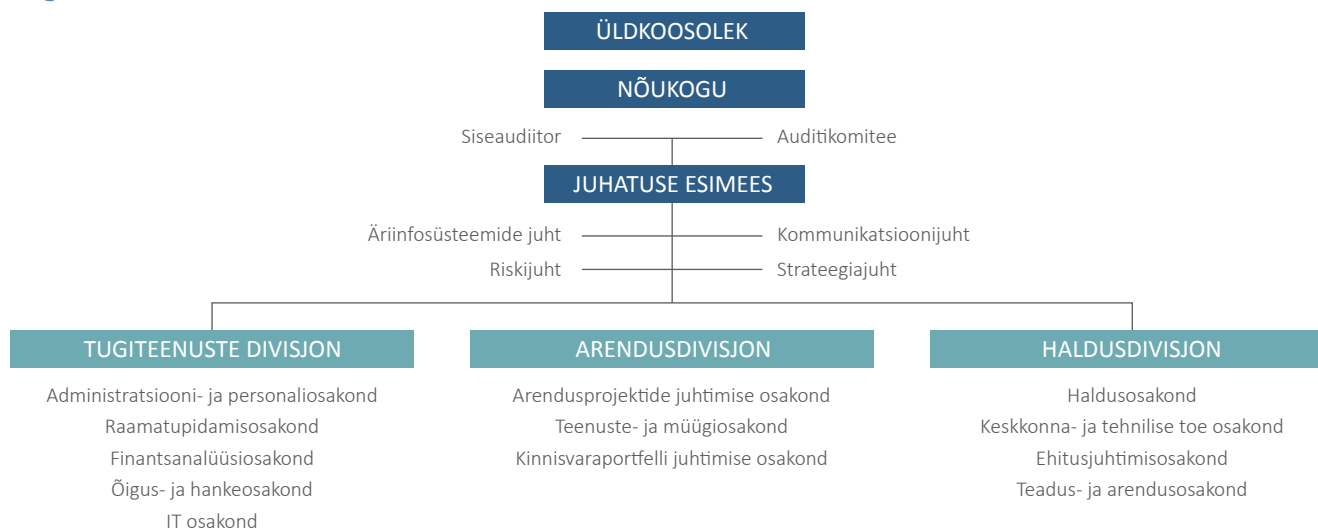 ÜLDKOOSOLEK
NÕUKOGU
Siseaudiitor
Auditikomitee
JUHATUSE ESIMEES
Äriinfosüsteemide juht
Kommunikatsioonijuht
Riskijuht
Strateegiajuht
TUGITEENUSTE DIVISJON
Administratsiooni- ja personaliosakond
Raamatupidamisosakond
Finantsanalüüsiosakond
Õigus- ja hankeosakond
IT osakond
ARENDUSDIVISJON
Arendusprojektide juhtimise osakond
Teenuste- ja müügiosakond
Kinnisvaraportfelli juhtimise osakond
HALDUSDIVISJON
Haldusosakond
Keskkonna- ja tehnilise toe osakond
Ehitusjuhtimisosakond
Teadus- ja arendusosakond